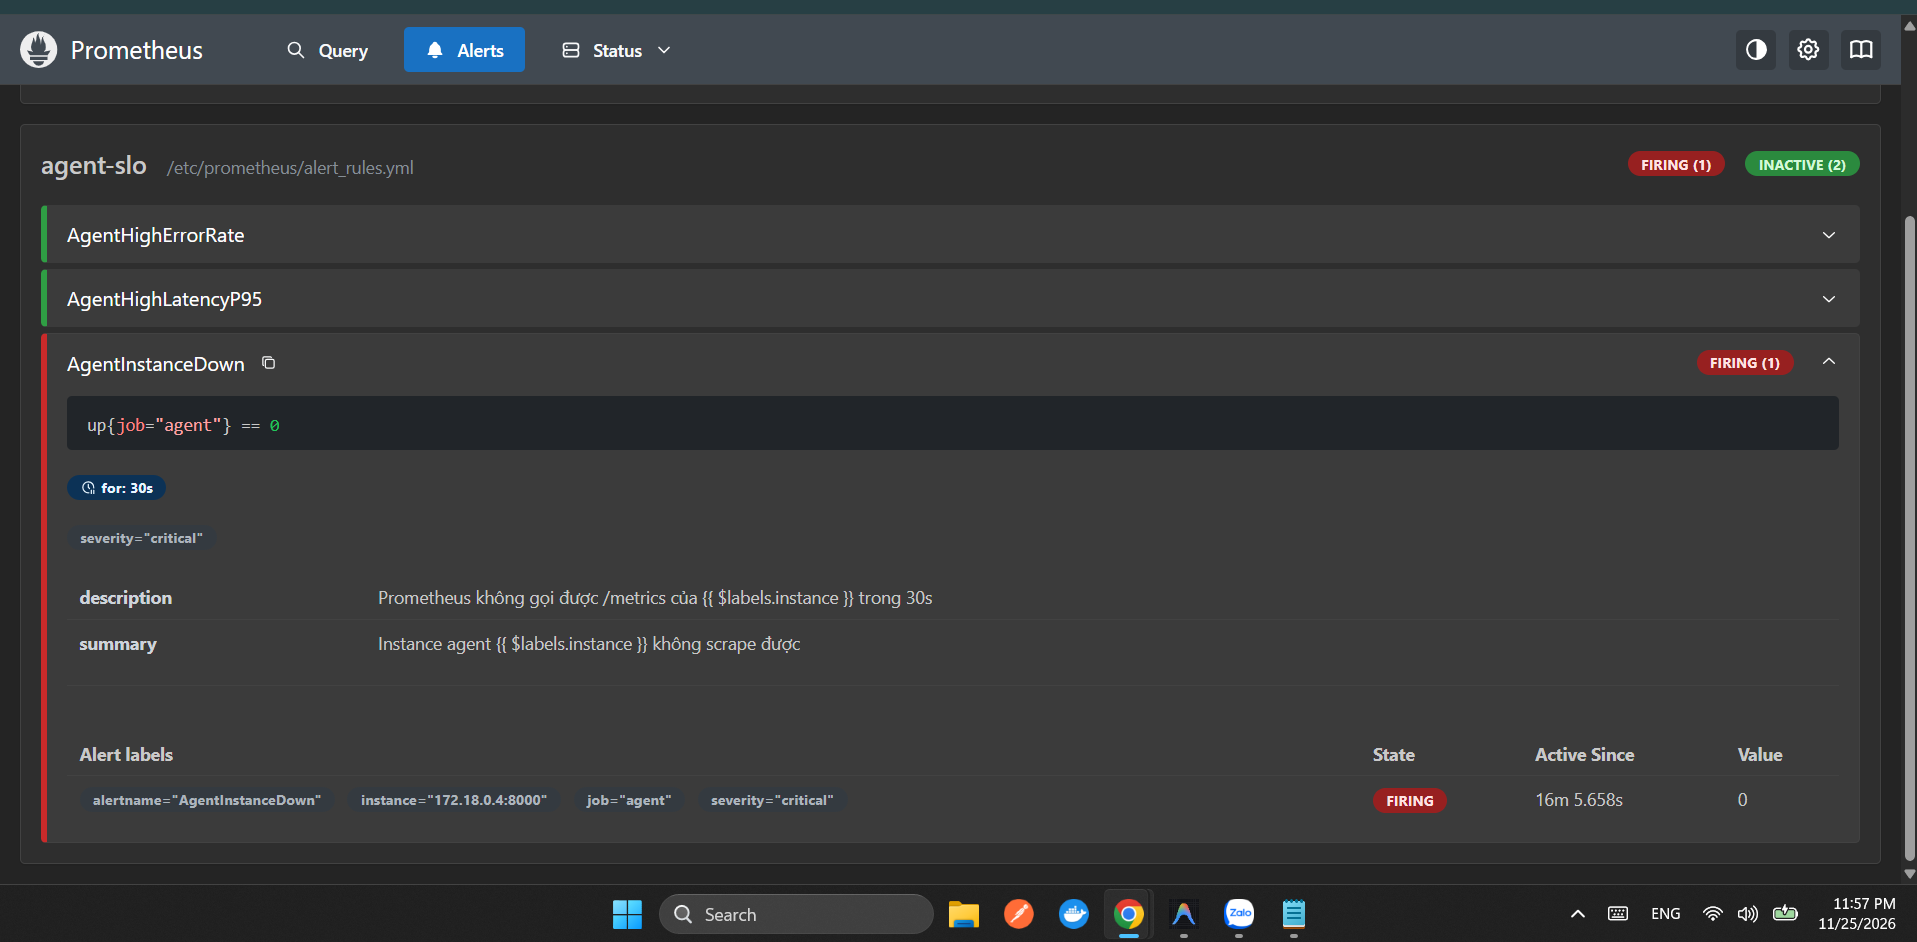 Prometheus Query Alerts Status
agent-slo /etc/prometheus/alert_rules.yml FIRING (1) INACTIVE (2)
AgentHighErrorRate
AgentHighLatencyP95
AgentInstanceDown FIRING (1)
up{job="agent"} == 0
for: 30s
severity="critical"
description Prometheus không gọi được /metrics của {{ $labels.instance }} trong 30s
summary Instance agent {{ $labels.instance }} không scrape được
Alert labels State Active Since Value
alertname="AgentInstanceDown" instance="172.18.0.4:8000" job="agent" severity="critical" FIRING 16m 5.658s 0
Search Zalo ENG 11:57 PM
11/25/2026